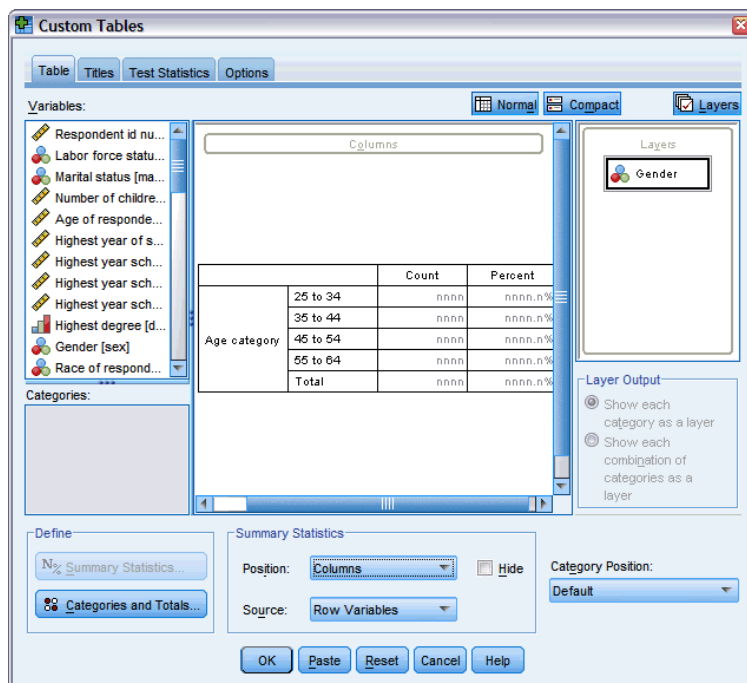 Custom Tables
Table Titles Test Statistics Options
Variables:
Normal Compact Layers
Respondent id nu...
Labor force statu...
Marital status [ma...
Number of childre...
Age of responde...
Highest year of s...
Highest year sch...
Highest year sch...
Highest year sch...
Highest degree [d...
Gender [sex]
Race of respond...
Categories:
Columns
Count Percent
Age category
25 to 34 nnnn nnnn.n%
35 to 44 nnnn nnnn.n%
45 to 54 nnnn nnnn.n%
55 to 64 nnnn nnnn.n%
Total nnnn nnnn.n%
Layers
Gender
Layer Output
Show each
category as a layer
Show each
combination of
categories as a
layer
Define
N% Summary Statistics...
Categories and Totals...
Summary Statistics
Position: Columns Hide
Source: Row Variables
Category Position:
Default
OK Paste Reset Cancel Help